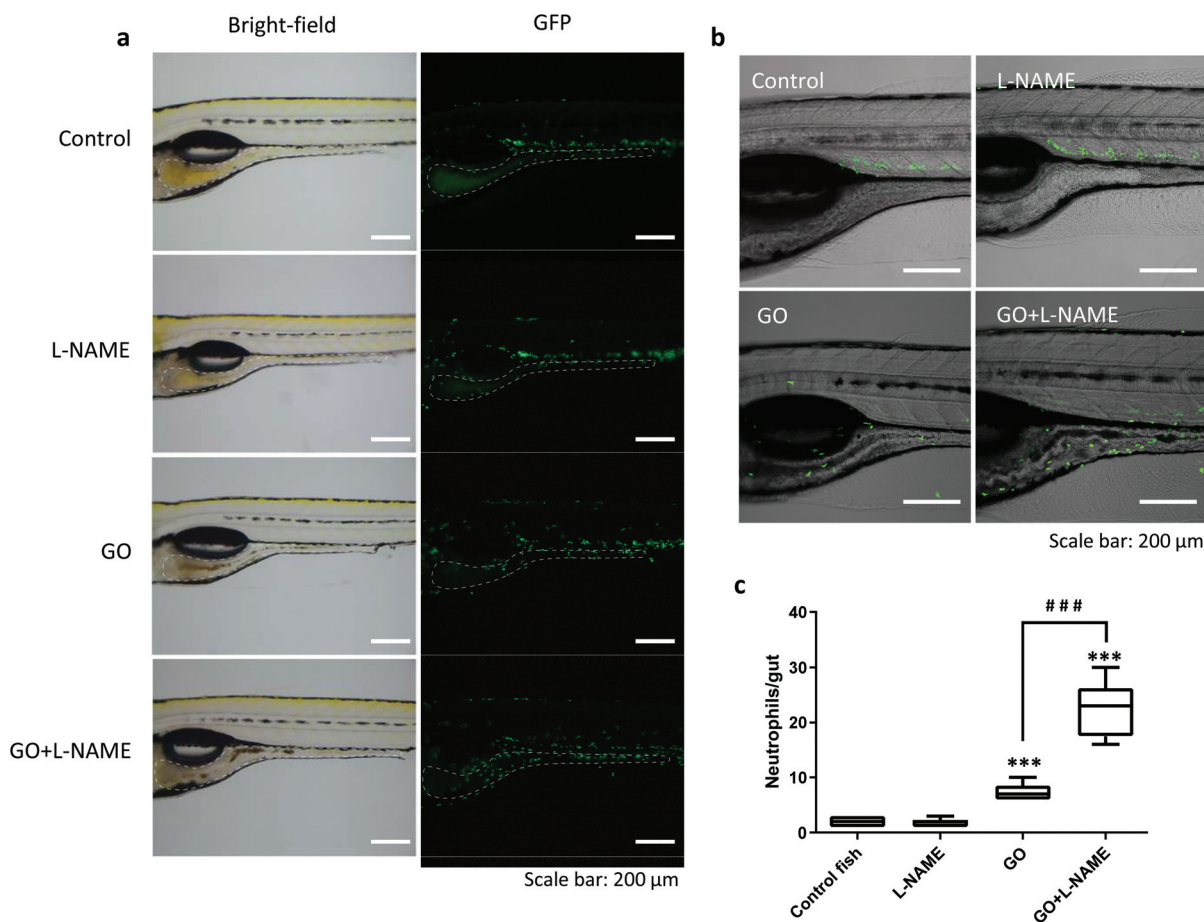 a
Bright-field
GFP
Control
L-NAME
GO
GO+L-NAME
Scale bar: 200 µm
b
Control
L-NAME
GO
GO+L-NAME
Scale bar: 200 µm
c
Neutrophils/gut
40
30
20
10
0
###
***
***
Control fish
L-NAME
GO
GO+L-NAME